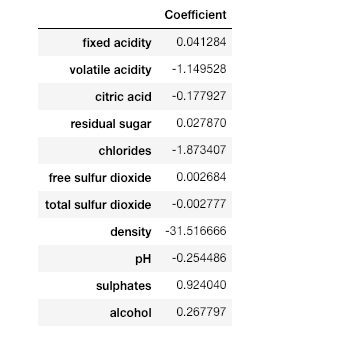 Coefficient
fixed acidity 0.041284
volatile acidity -1.149528
citric acid -0.177927
residual sugar 0.027870
chlorides -1.873407
free sulfur dioxide 0.002684
total sulfur dioxide -0.002777
density -31.516666
pH -0.254486
sulphates 0.924040
alcohol 0.267797